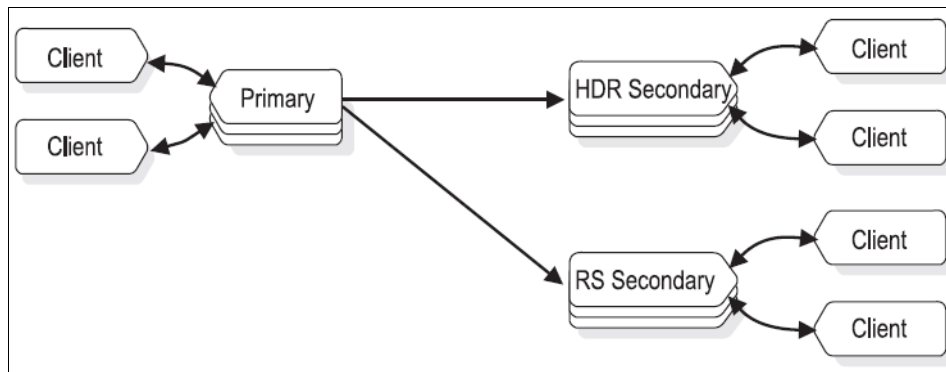 Client
Client
Primary
HDR Secondary
RS Secondary
Client
Client
Client
Client